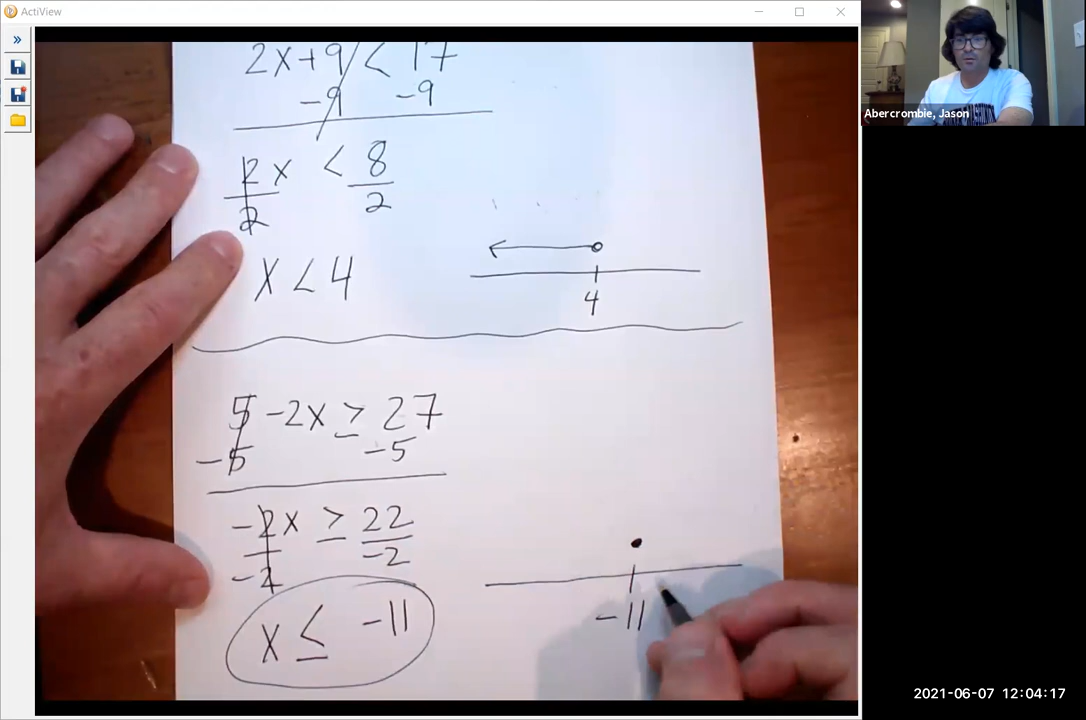 ActiView
2x+9 < 17
-9 -9
2x < 8
2 2
x < 4
4
5 -2x ≥ 27
-5 -5
-2x ≥ 22
-2 -2
x ≤ -11
-11
Abercrombie, Jason
2021-06-07 12:04:17